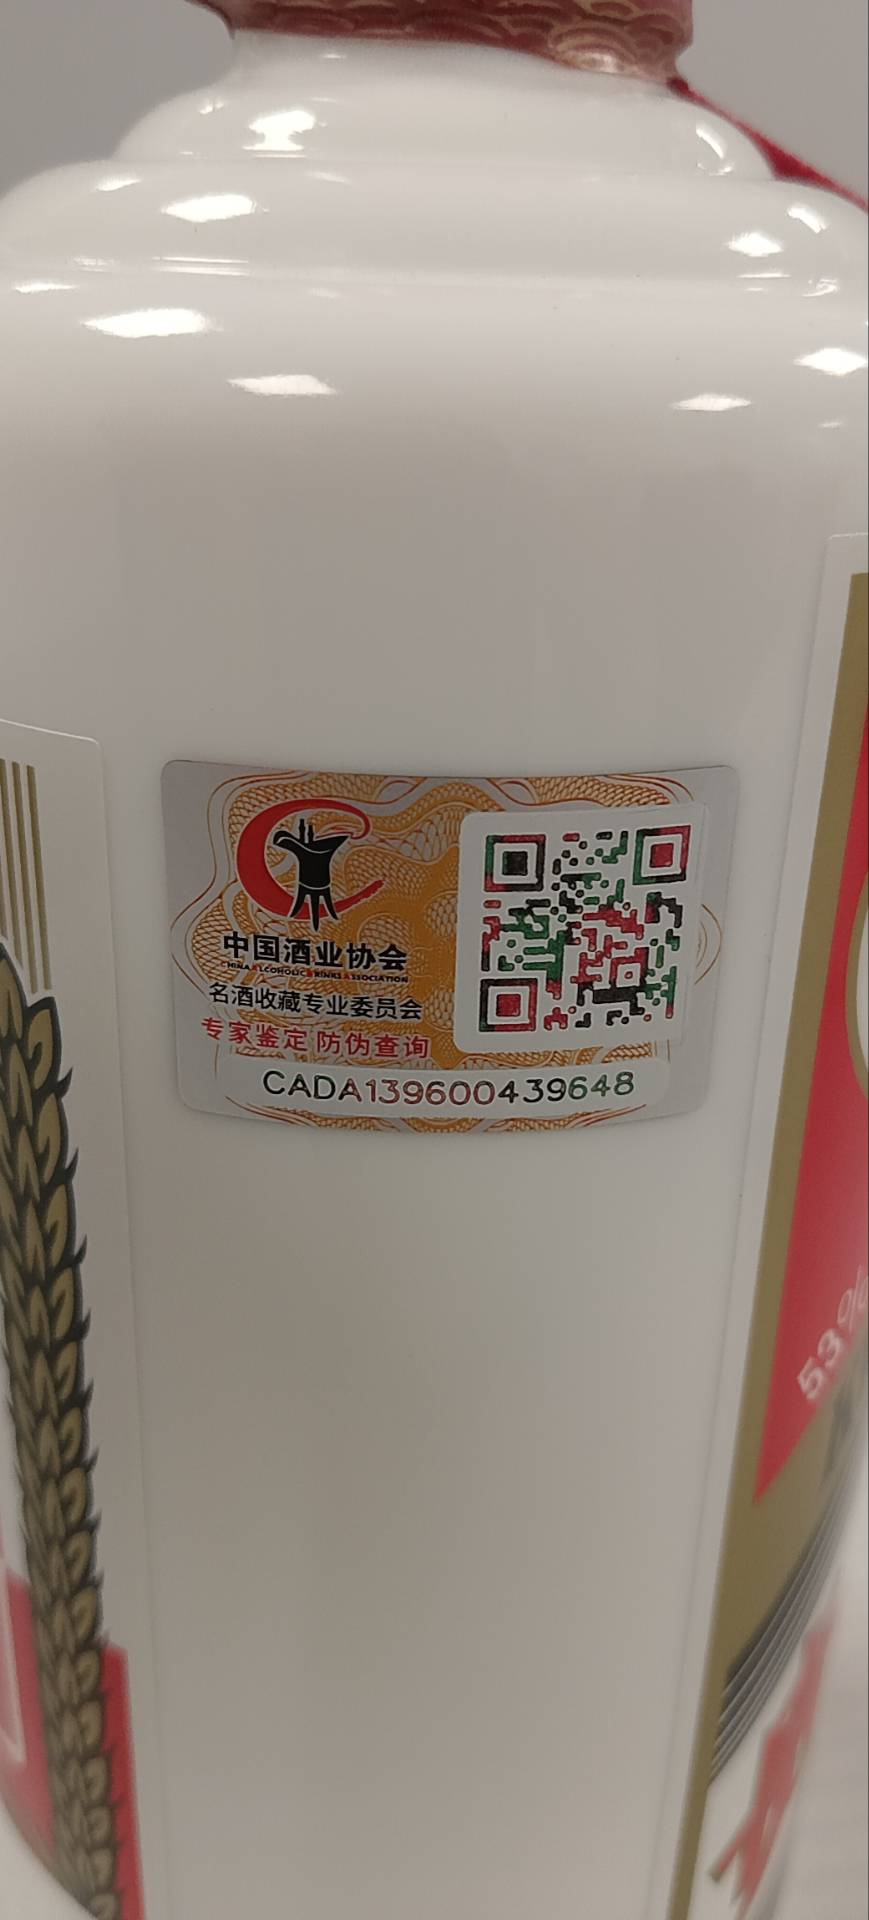 中国酒业协会
CHINA ALCOHOLIC DRINKS ASSOCIATION
名酒收藏专业委员会
专家鉴定 防伪查询
CADA139600439648
53%